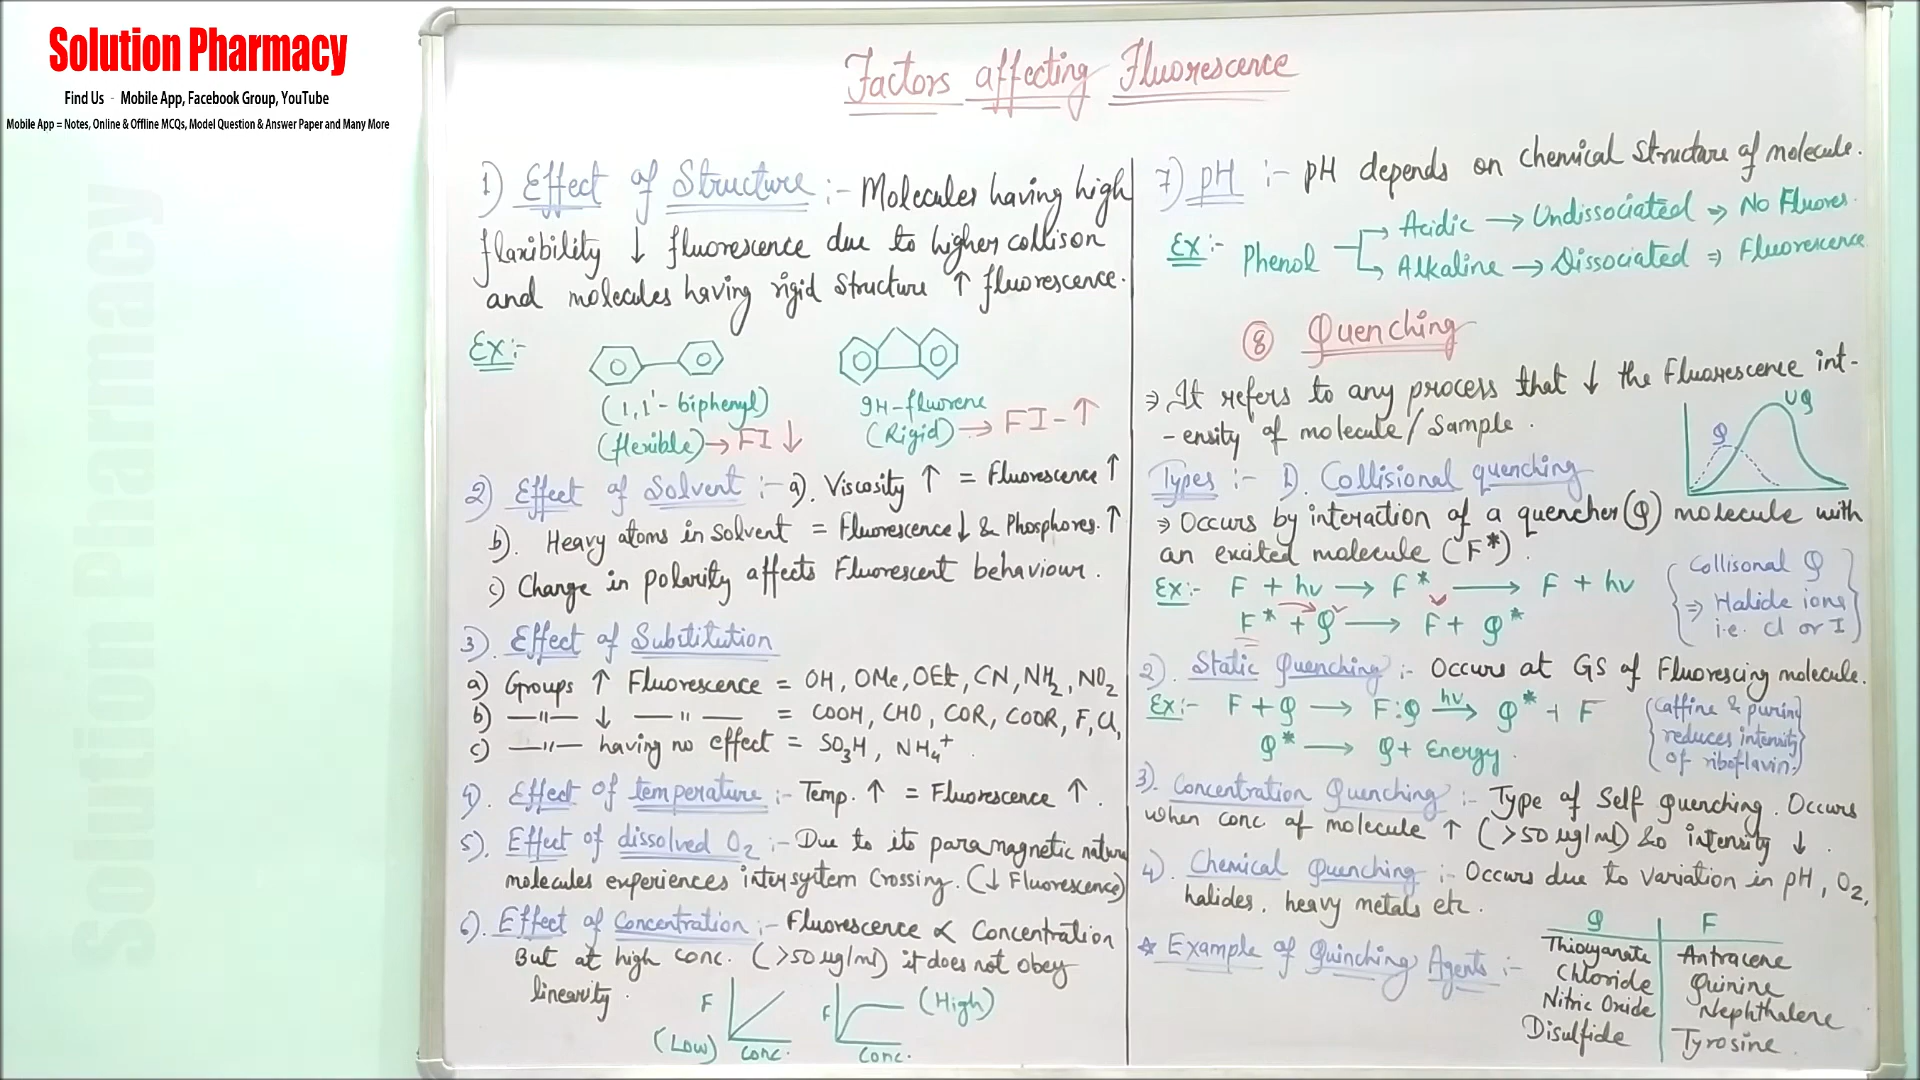 Solution Pharmacy
Find Us - Mobile App, Facebook Group, YouTube
Mobile App = Notes, Online & Offline MCQs, Model Question & Answer Paper and Many More
Solution Pharmacy
Factors affecting Fluorescence
1) Effect of Structure :- Molecules having high
flaxibility ↓ fluorescence due to higher collison
and molecules having rigid Structure ↑ fluorescence.
Ex:-
(1,1'- biphenyl)
(flexible) → FI ↓
9H-fluorene
(Rigid) → FI-↑
2) Effect of Solvent :- a). Viscosity ↑ = Fluorescence ↑
b). Heavy atoms in solvent = Fluorescence ↓ & Phosphores. ↑
c) Change in polarity affects Fluorescent behaviour.
3). Effect of Substitution
a) Groups ↑ Fluorescence = OH, OMe, OEt, CN, NH2, NO2
b) —"— ↓ —"— = COOH, CHO, COR, COOR, F, Cl,
c) —"— having no effect = SO3H, NH4+
4). Effect of temperature :- Temp. ↑ = Fluorescence ↑.
5). Effect of dissolved O2 :- Due to its paramagnetic nature
molecules experiences intersystem Crossing. (↓ Fluorescence)
6). Effect of Concentration :- Fluorescence ∝ Concentration
But at high conc. (>50 µg/ml) it does not obey
linearity.
F
(Low)
Conc.
F
(High)
Conc.
7) pH :- pH depends on chemical structure of molecule.
Ex:- Phenol
→ Acidic → Undissociated ⇒ No Fluores.
→ Alkaline → Dissociated ⇒ Fluorescence
8 Quenching
⇒ It refers to any process that ↓ the Fluorescence int-
-ensity of molecule/Sample.
UQ
Q
Types :- 1). Collisional quenching
⇒ Occurs by interaction of a quencher (Q) molecule with
an excited molecule (F*).
Ex:- F + hν → F* → F + hν
F* + Q → F + Q*
Collisonal Q
⇒ Halide ions
i.e. Cl or I
2). Static Quenching :- Occurs at GS of Fluorescing molecule.
Ex:- F + Q → F:Q hν→ Q* + F
Q* → Q + Energy.
Caffine & purin
reduces intensity
of riboflavin.
3). Concentration Quenching :- Type of Self quenching. Occurs
when conc of molecule ↑ (>50 µg/ml) so intensity ↓.
4). Chemical Quenching :- Occurs due to variation in pH, O2,
halides, heavy metals etc.
* Example of Quinching Agents :-
Q F
Thiocyanate Antracene
Chloride Quinine
Nitric Oxide Nephthalene
Disulfide Tyrosine.